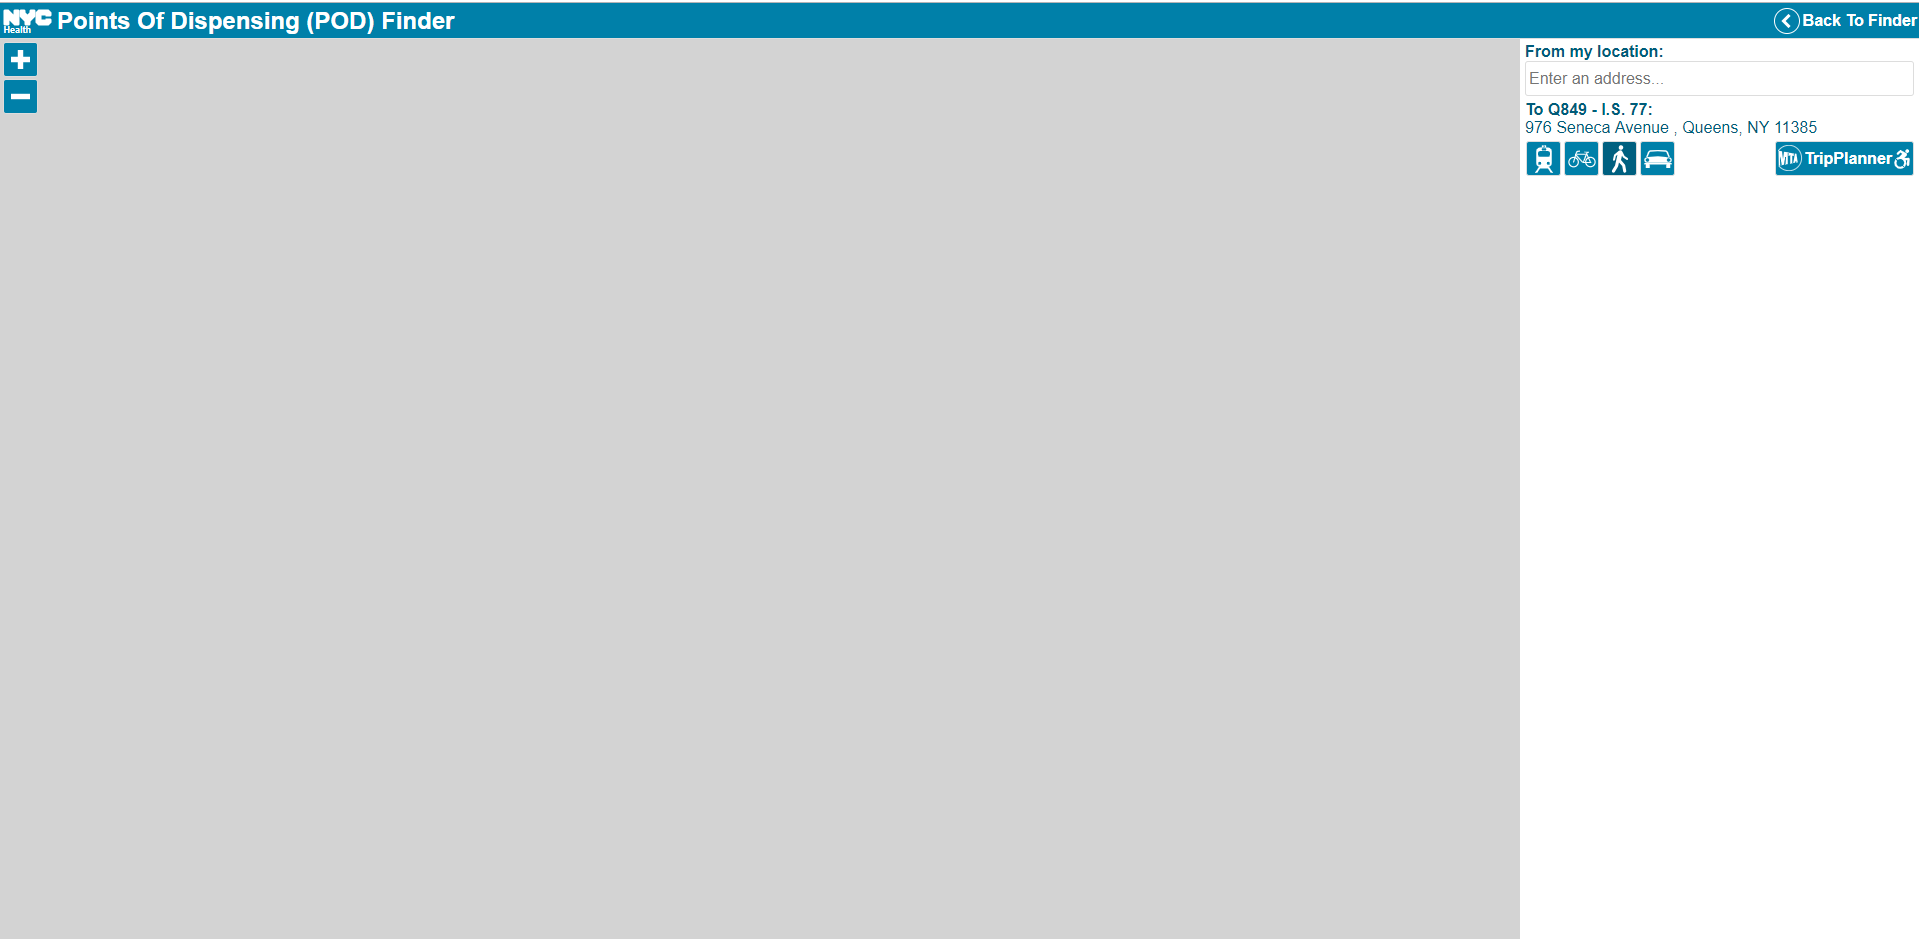 NYC
Health
Points Of Dispensing (POD) Finder
Back To Finder
From my location:
Enter an address...
To Q849 - I.S. 77:
976 Seneca Avenue , Queens, NY 11385
MTA TripPlanner